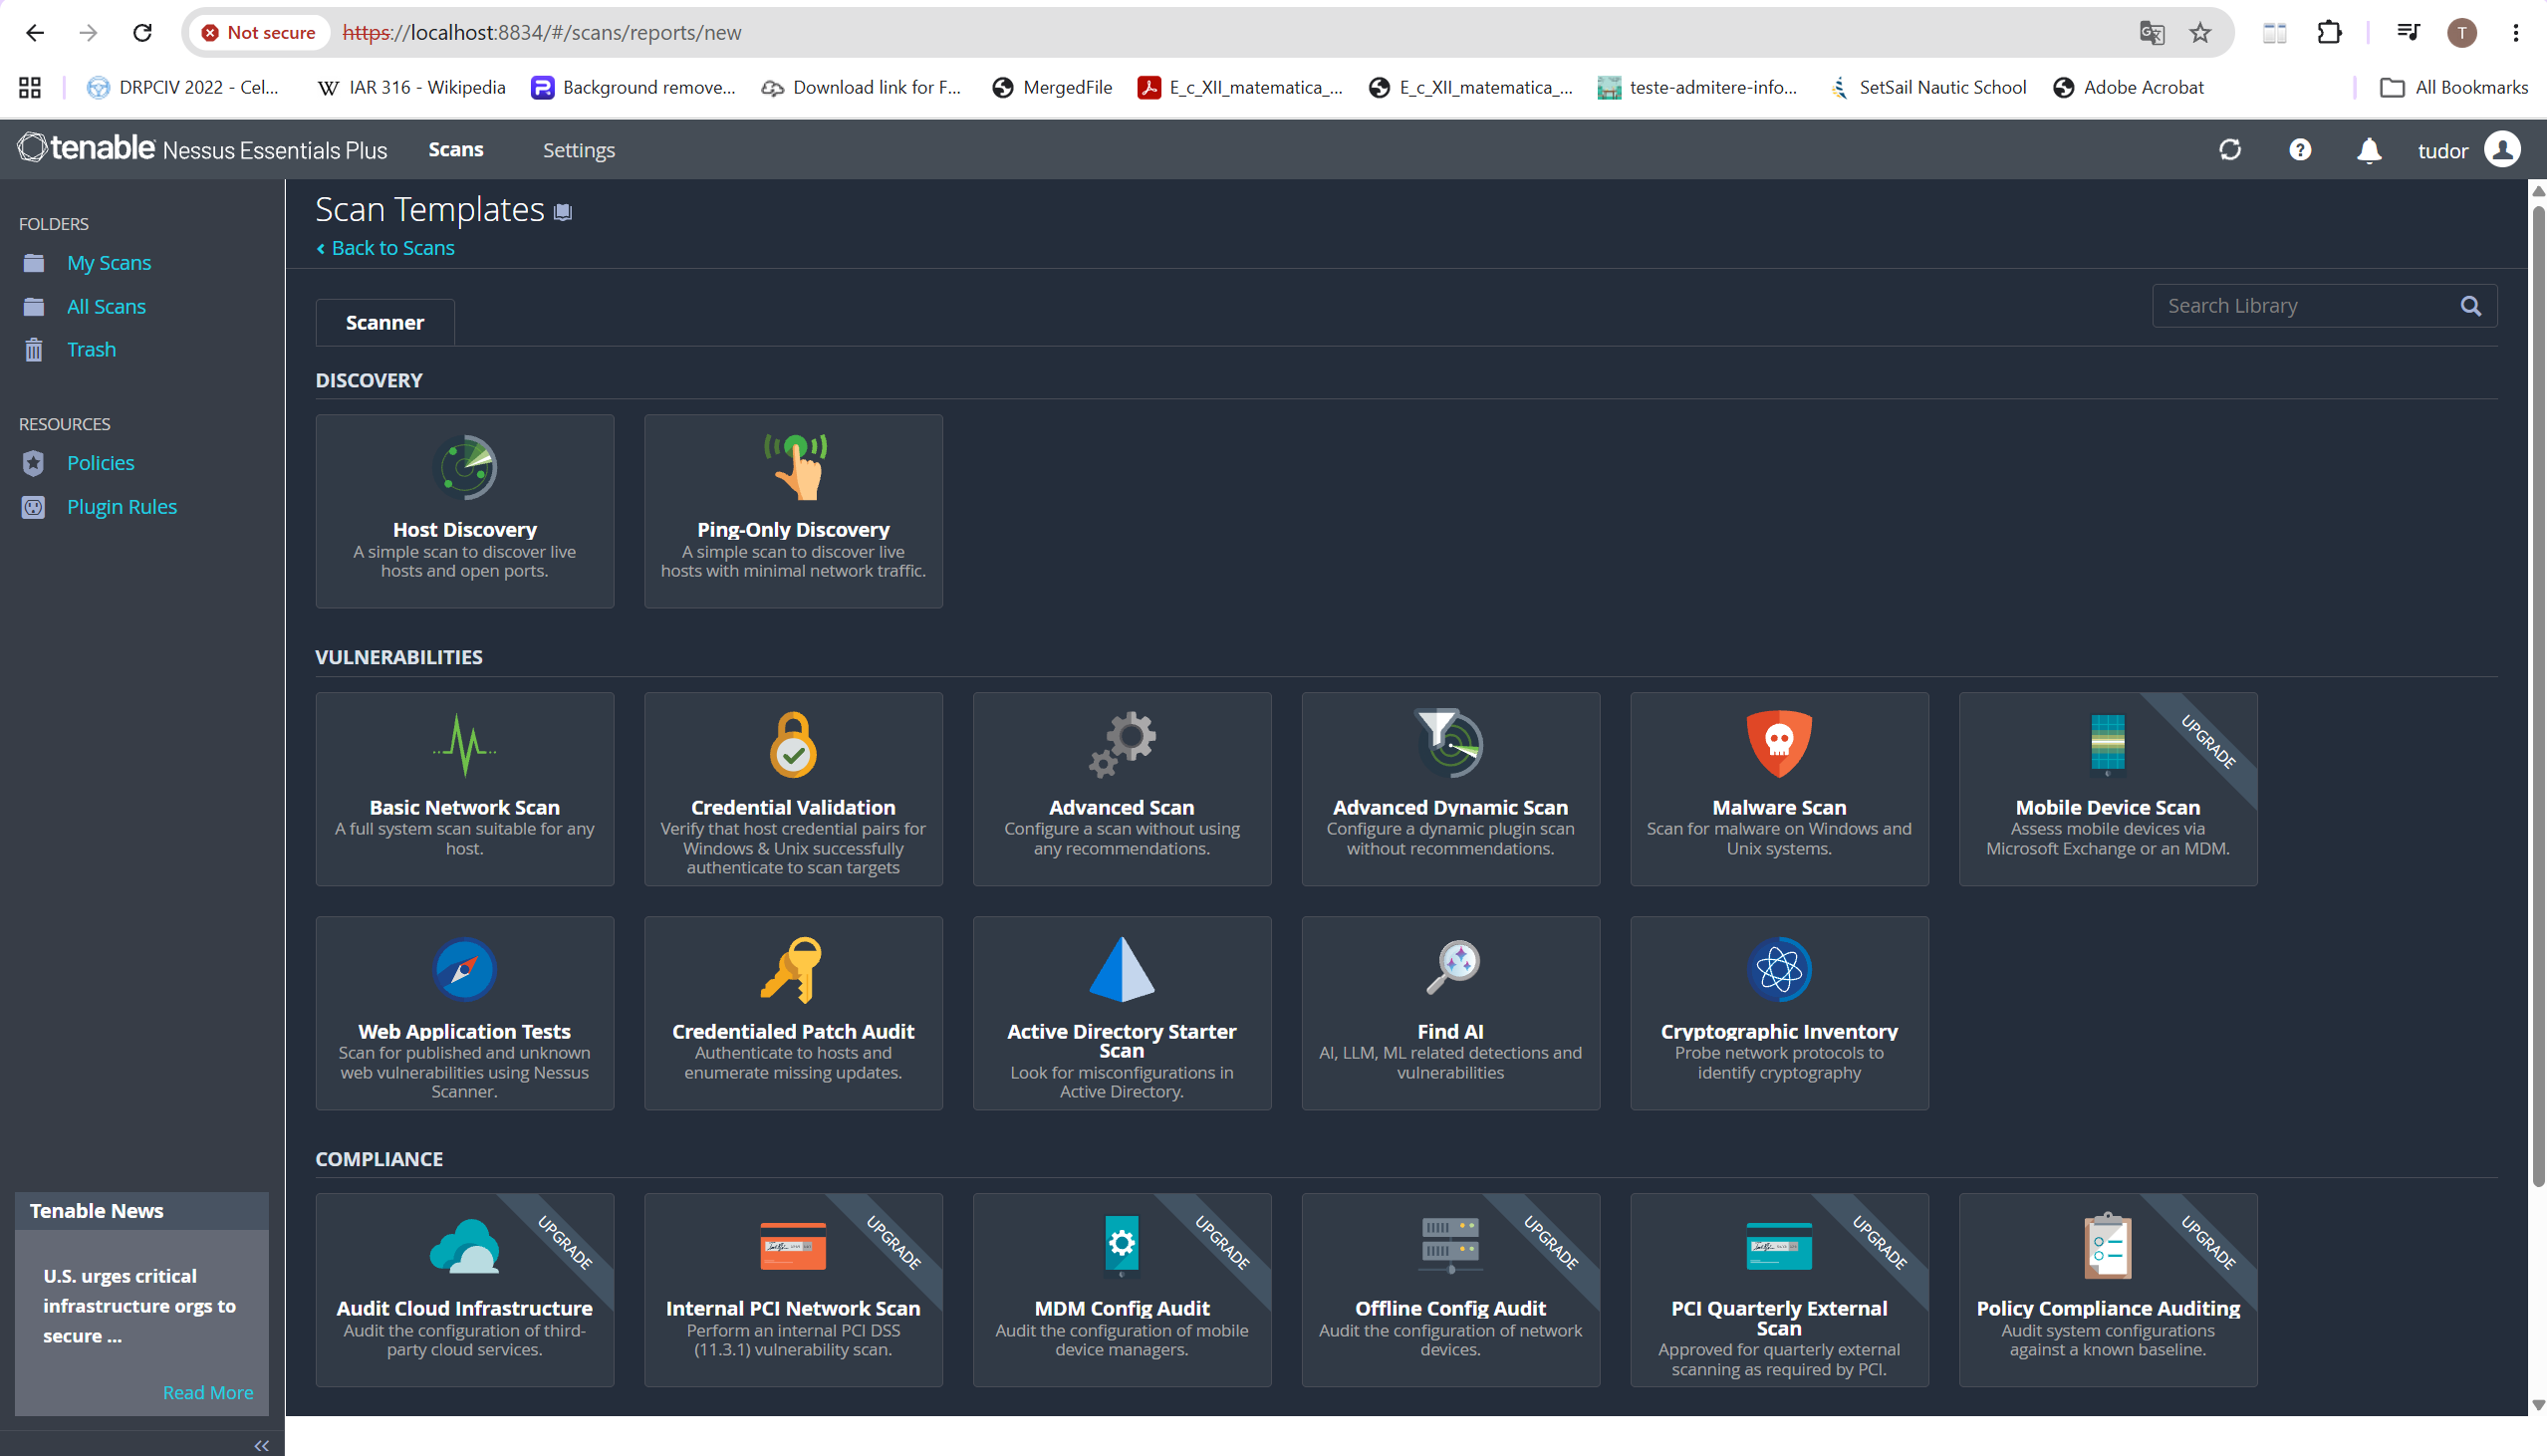 Not secure https://localhost:8834/#/scans/reports/new T
DRPCIV 2022 - Cel... IAR 316 - Wikipedia Background remove... Download link for F... MergedFile E_c_XII_matematica_... E_c_XII_matematica_... teste-admitere-info... SetSail Nautic School Adobe Acrobat All Bookmarks
tenable Nessus Essentials Plus Scans Settings tudor
FOLDERS
My Scans
All Scans
Trash
RESOURCES
Policies
Plugin Rules
Tenable News
U.S. urges critical
infrastructure orgs to
secure ...
Read More
Scan Templates
Back to Scans
Scanner
Search Library
DISCOVERY
Host Discovery
A simple scan to discover live
hosts and open ports.
Ping-Only Discovery
A simple scan to discover live
hosts with minimal network traffic.
VULNERABILITIES
Basic Network Scan
A full system scan suitable for any
host.
Credential Validation
Verify that host credential pairs for
Windows & Unix successfully
authenticate to scan targets
Advanced Scan
Configure a scan without using
any recommendations.
Advanced Dynamic Scan
Configure a dynamic plugin scan
without recommendations.
Malware Scan
Scan for malware on Windows and
Unix systems.
UPGRADE
Mobile Device Scan
Assess mobile devices via
Microsoft Exchange or an MDM.
Web Application Tests
Scan for published and unknown
web vulnerabilities using Nessus
Scanner.
Credentialed Patch Audit
Authenticate to hosts and
enumerate missing updates.
Active Directory Starter
Scan
Look for misconfigurations in
Active Directory.
Find AI
AI, LLM, ML related detections and
vulnerabilities
Cryptographic Inventory
Probe network protocols to
identify cryptography
COMPLIANCE
UPGRADE
Audit Cloud Infrastructure
Audit the configuration of third-
party cloud services.
UPGRADE
Internal PCI Network Scan
Perform an internal PCI DSS
(11.3.1) vulnerability scan.
UPGRADE
MDM Config Audit
Audit the configuration of mobile
device managers.
UPGRADE
Offline Config Audit
Audit the configuration of network
devices.
UPGRADE
PCI Quarterly External
Scan
Approved for quarterly external
scanning as required by PCI.
UPGRADE
Policy Compliance Auditing
Audit system configurations
against a known baseline.